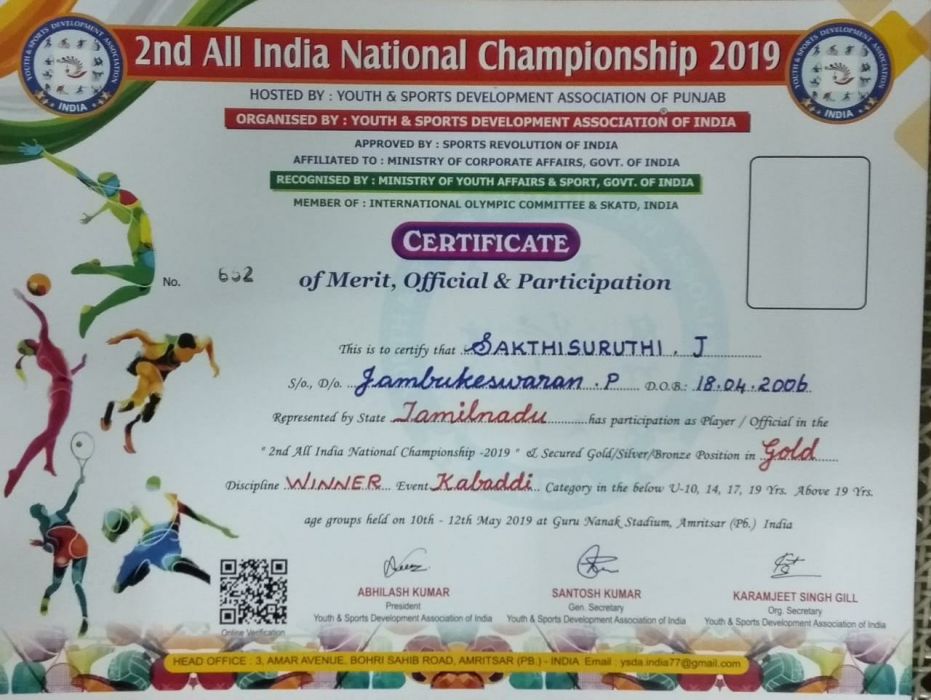 YOUTH & SPORTS DEVELOPMENT ASSOCIATION
INDIA
2nd All India National Championship 2019
YOUTH & SPORTS DEVELOPMENT ASSOCIATION
INDIA
HOSTED BY : YOUTH & SPORTS DEVELOPMENT ASSOCIATION OF PUNJAB
ORGANISED BY : YOUTH & SPORTS DEVELOPMENT ASSOCIATION OF INDIA
APPROVED BY : SPORTS REVOLUTION OF INDIA
AFFILIATED TO : MINISTRY OF CORPORATE AFFAIRS, GOVT. OF INDIA
RECOGNISED BY : MINISTRY OF YOUTH AFFAIRS & SPORT, GOVT. OF INDIA
MEMBER OF : INTERNATIONAL OLYMPIC COMMITTEE & SKATD, INDIA
CERTIFICATE
No. 652 of Merit, Official & Participation
This is to certify that SAKTHISURUTHI . J
S/o., D/o. Jambukeswaran . P D.O.B.: 18.04.2006
Represented by State Tamilnadu has participation as Player / Official in the
" 2nd All India National Championship -2019 " & Secured Gold/Silver/Bronze Position in Gold
Discipline WINNER Event Kabaddi Category in the below U-10, 14, 17, 19 Yrs. Above 19 Yrs.
age groups held on 10th - 12th May 2019 at Guru Nanak Stadium, Amritsar (Pb.) India
ABHILASH KUMAR
President
Youth & Sports Development Association of India
SANTOSH KUMAR
Gen. Secretary
Youth & Sports Development Association of India
KARAMJEET SINGH GILL
Org. Secretary
Youth & Sports Development Association of India
Online Verification
HEAD OFFICE : 3, AMAR AVENUE, BOHRI SAHIB ROAD, AMRITSAR (PB.) - INDIA Email : ysda.india77@gmail.com